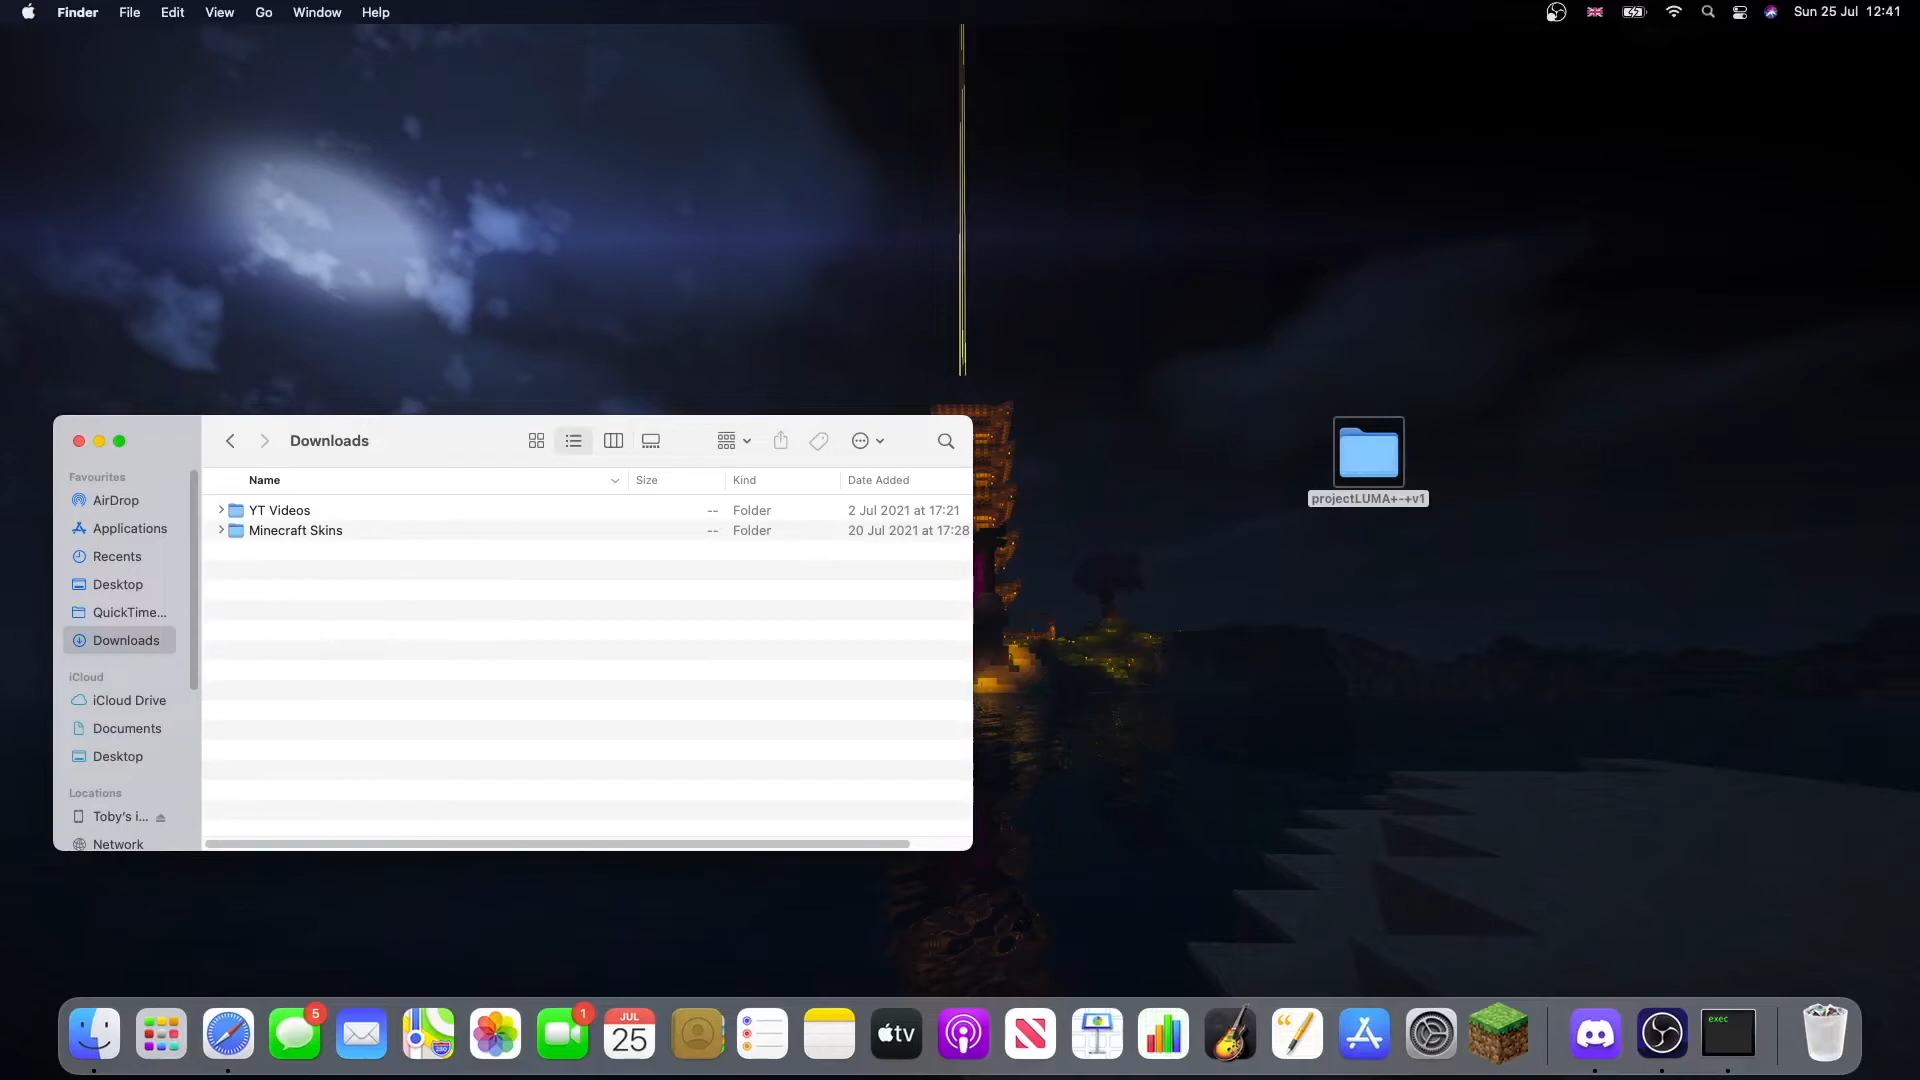 Finder File Edit View Go Window Help Sun 25 Jul 12:41
Downloads
Name Size Kind Date Added
YT Videos -- Folder 2 Jul 2021 at 17:21
Minecraft Skins -- Folder 20 Jul 2021 at 17:28
Favourites
AirDrop
Applications
Recents
Desktop
QuickTime...
Downloads
iCloud
iCloud Drive
Documents
Desktop
Locations
Toby's i...
Network
projectLUMA+-+v1
5
1
JUL
25
tv
exec
280